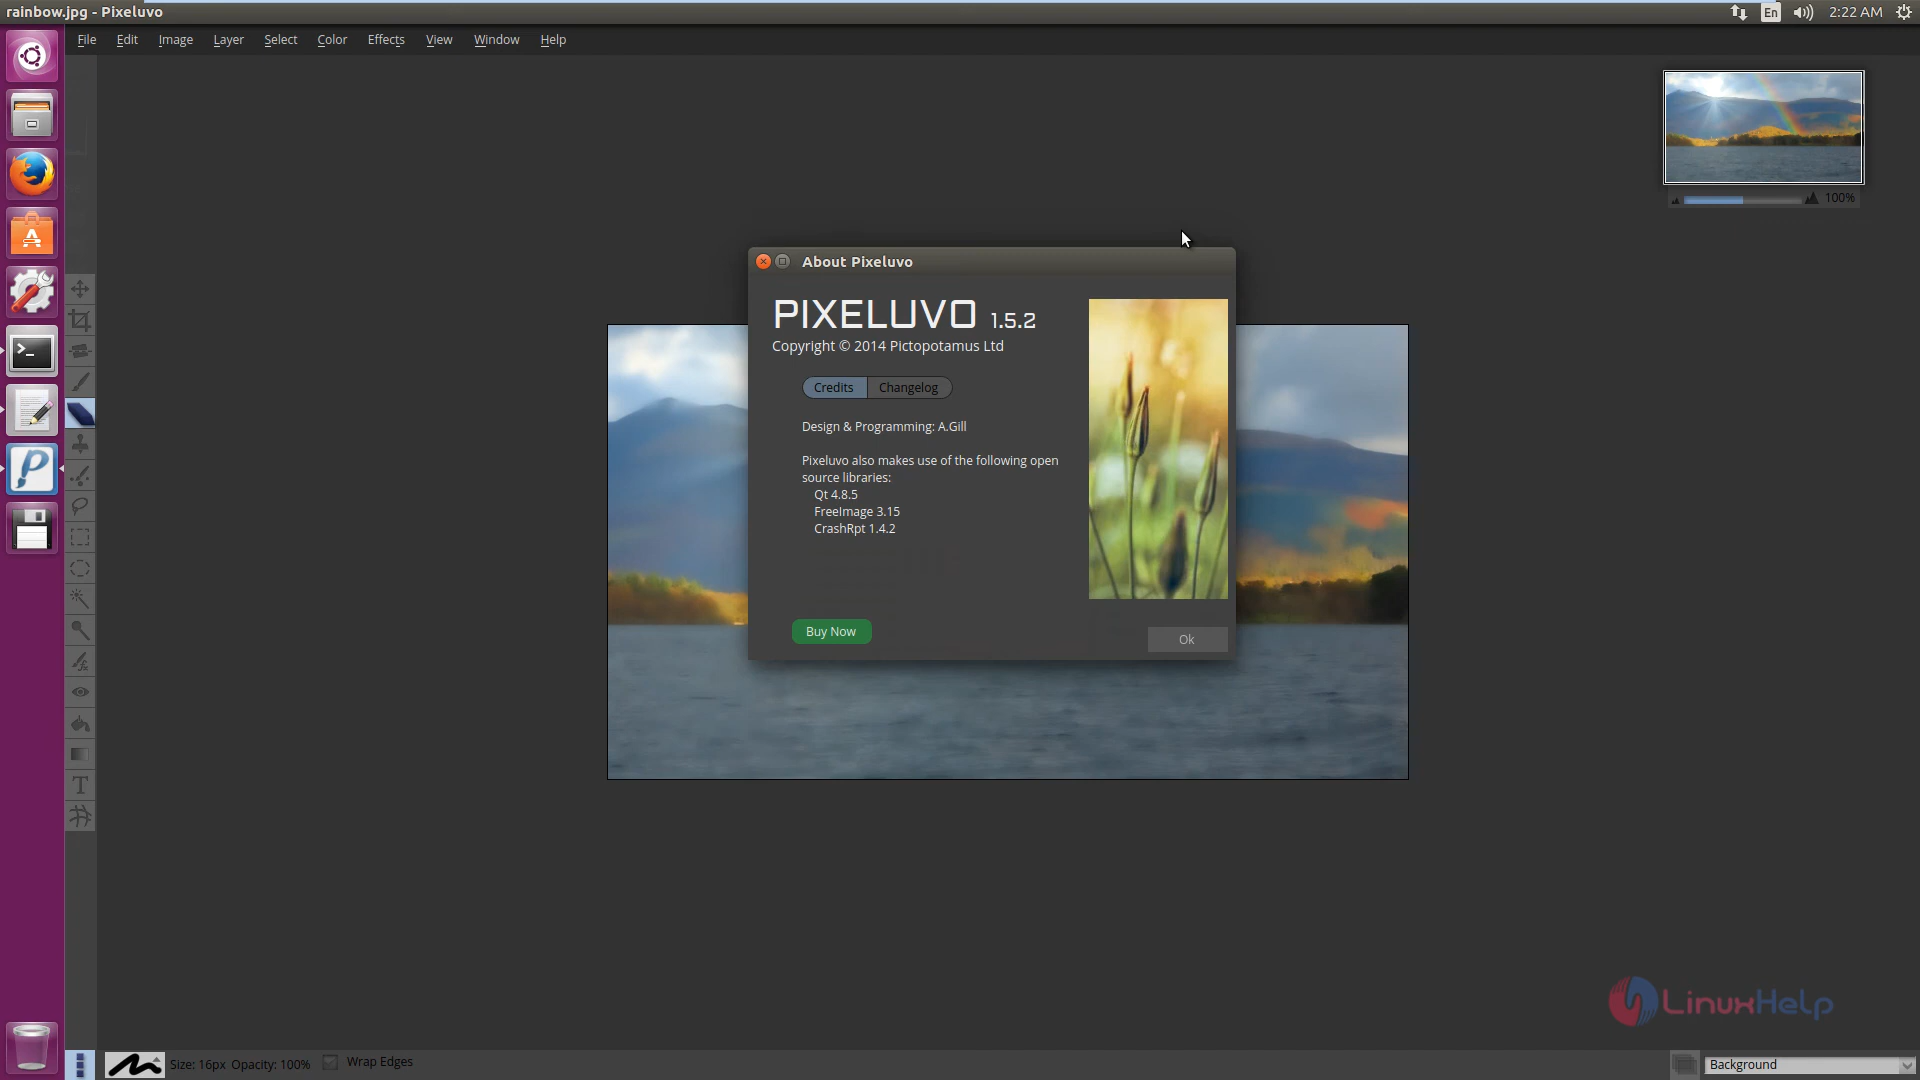 rainbow.jpg - Pixeluvo
En
2:22 AM
File Edit Image Layer Select Color Effects View Window Help
100%
About Pixeluvo
PIXELUVO 1.5.2
Copyright © 2014 Pictopotamus Ltd
Credits Changelog
Design & Programming: A.Gill
Pixeluvo also makes use of the following open
source libraries:
Qt 4.8.5
FreeImage 3.15
CrashRpt 1.4.2
Buy Now
Ok
LinuxHelp
Size: 16px Opacity: 100% Wrap Edges
Background